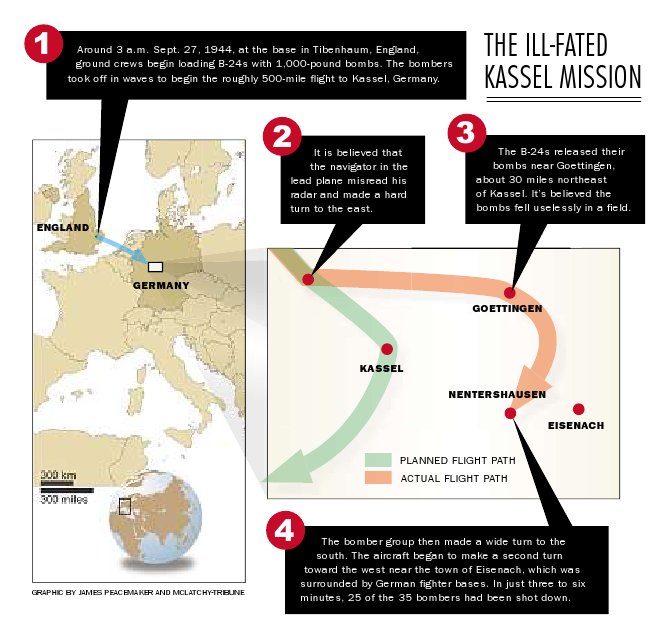 THE ILL-FATED
KASSEL MISSION
1
Around 3 a.m. Sept. 27, 1944, at the base in Tibenhaum, England,
ground crews begin loading B-24s with 1,000-pound bombs. The bombers
took off in waves to begin the roughly 500-mile flight to Kassel, Germany.
2
It is believed that
the navigator in the
lead plane misread his
radar and made a hard
turn to the east.
3
The B-24s released their
bombs near Goettingen,
about 30 miles northeast
of Kassel. It's believed the
bombs fell uselessly in a field.
ENGLAND
GERMANY
300 km
300 miles
GOETTINGEN
KASSEL
NENTERSHAUSEN
EISENACH
PLANNED FLIGHT PATH
ACTUAL FLIGHT PATH
4
The bomber group then made a wide turn to the
south. The aircraft began to make a second turn
toward the west near the town of Eisenach, which was
surrounded by German fighter bases. In just three to six
minutes, 25 of the 35 bombers had been shot down.
GRAPHIC BY JAMES PEACEMAKER AND MCLATCHY-TRIBUNE